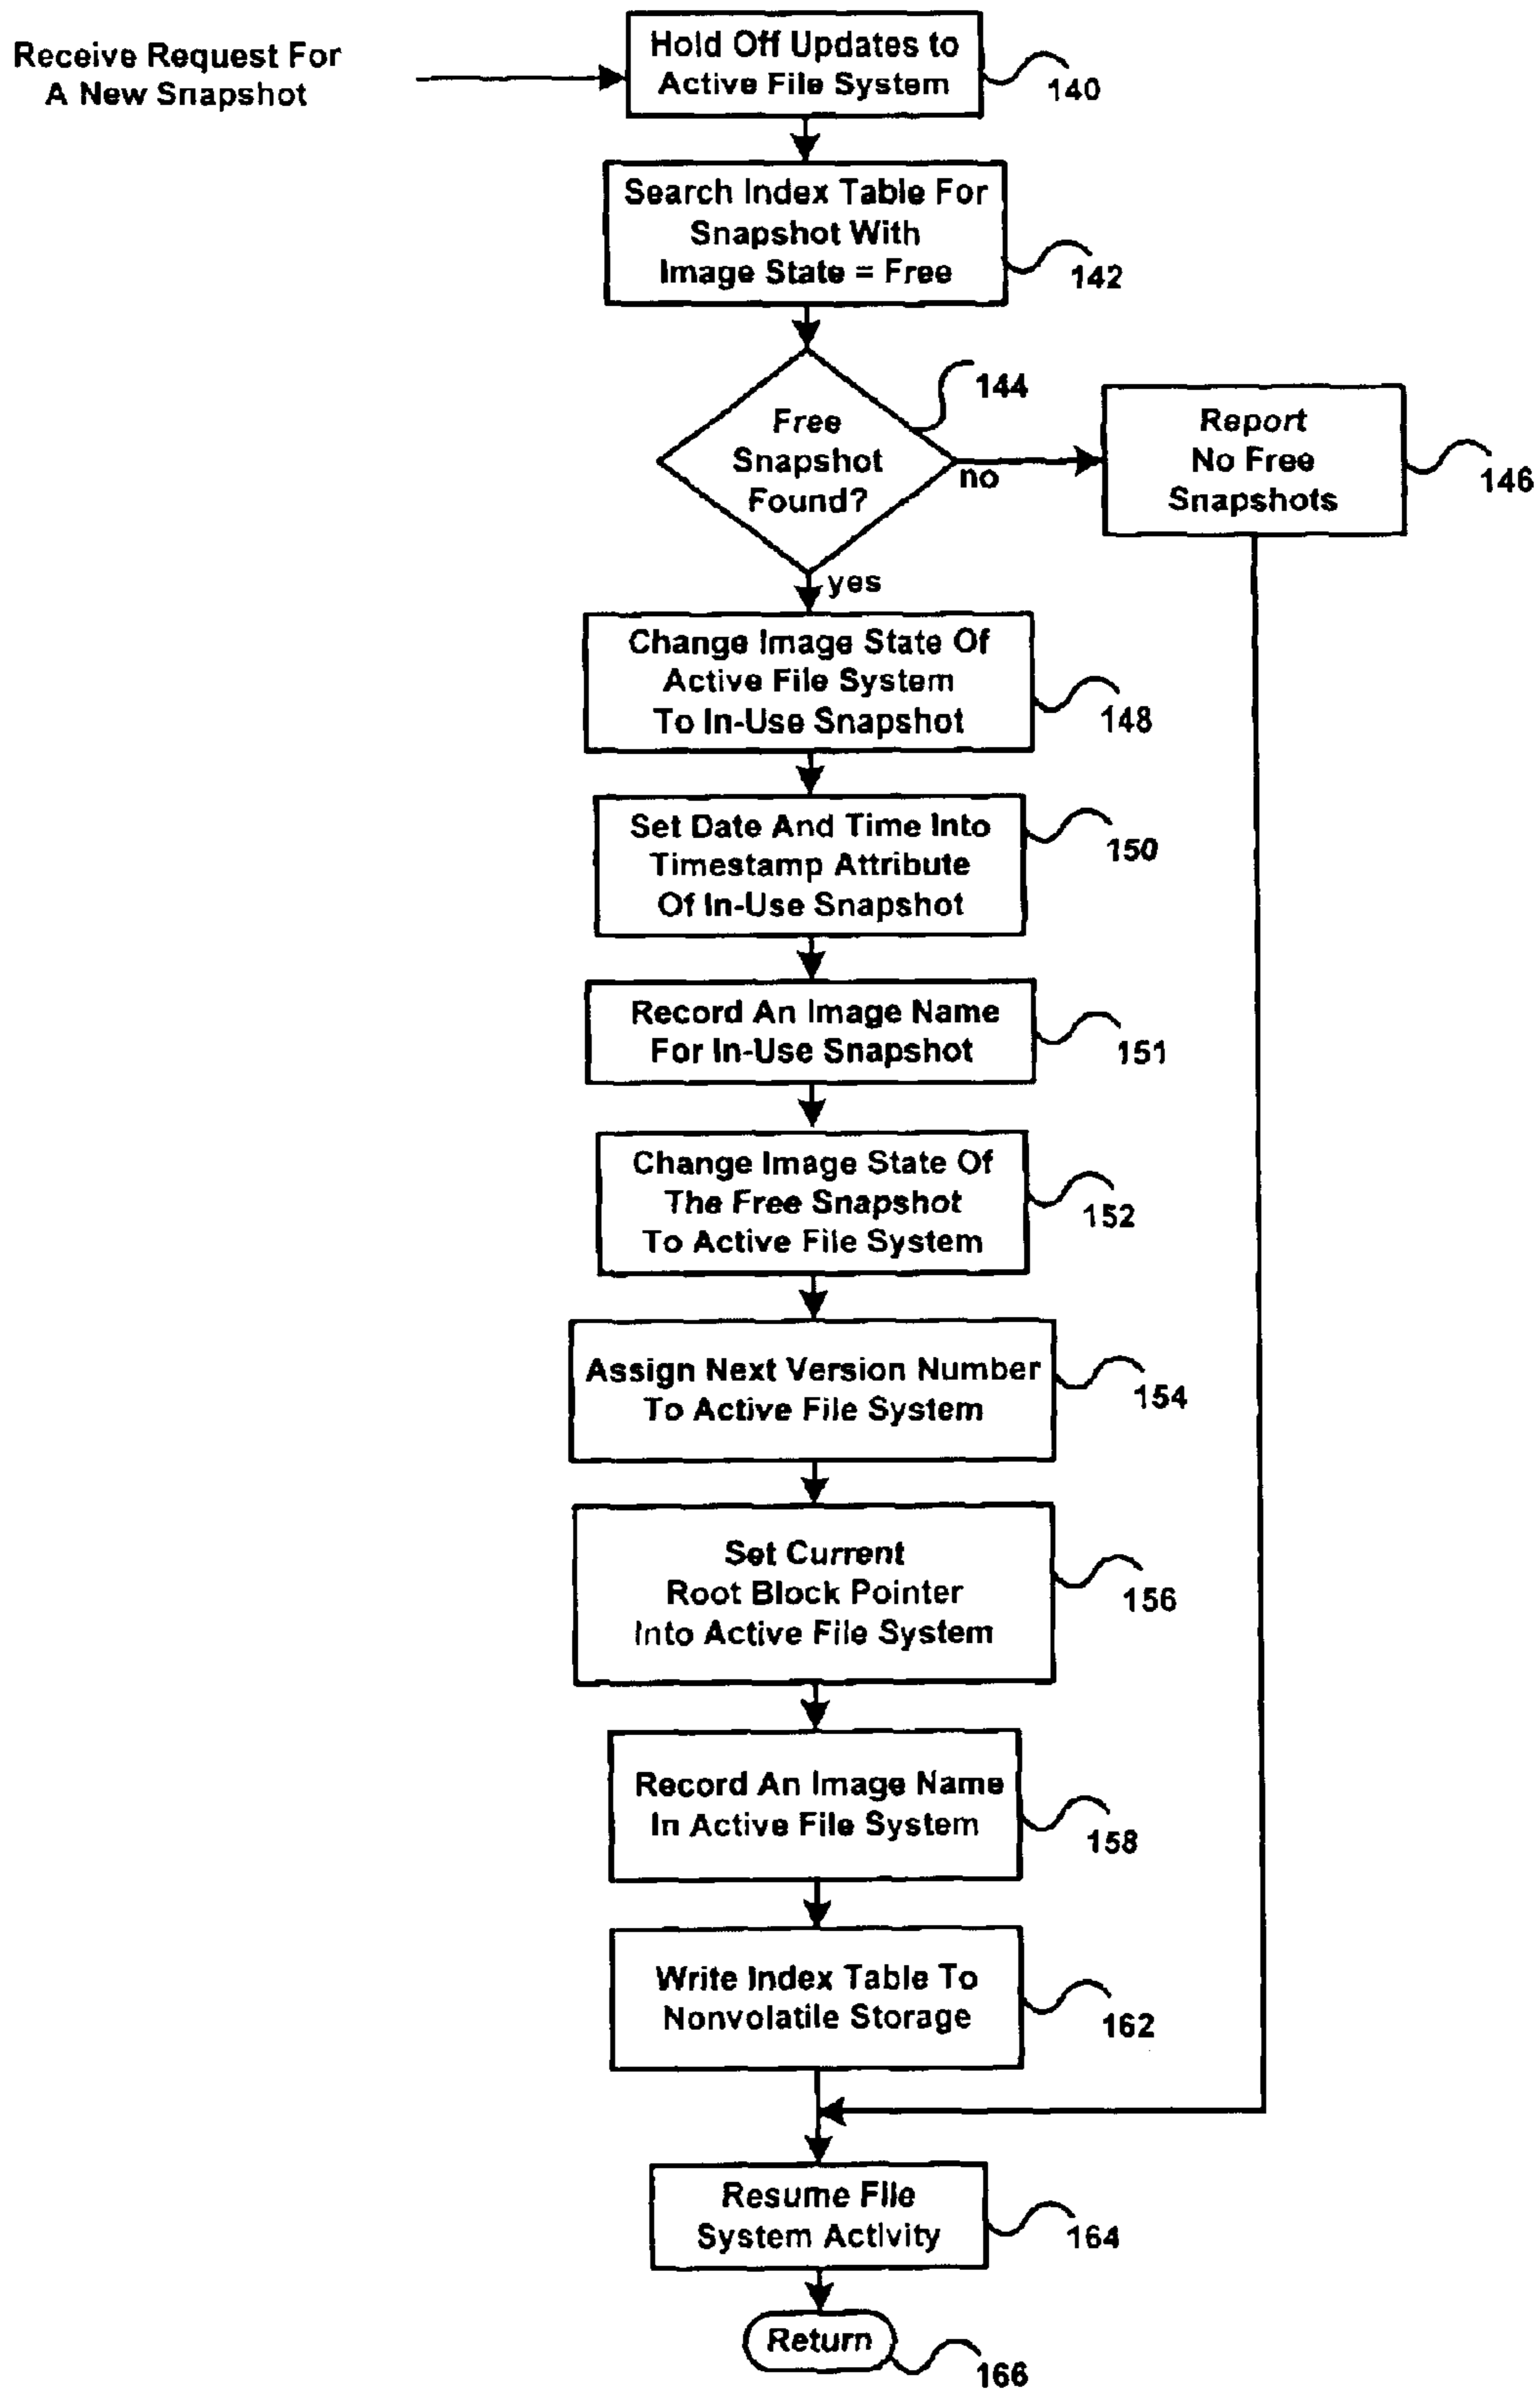 Receive Request For
A New Snapshot
Hold Off Updates to
Active File System
140
Search Index Table For
Snapshot With
Image State = Free
142
Free
Snapshot
Found?
144
no
Report
No Free
Snapshots
146
yes
Change Image State Of
Active File System
To In-Use Snapshot
148
Set Date And Time Into
Timestamp Attribute
Of In-Use Snapshot
150
Record An Image Name
For In-Use Snapshot
151
Change Image State Of
The Free Snapshot
To Active File System
152
Assign Next Version Number
To Active File System
154
Set Current
Root Block Pointer
Into Active File System
156
Record An Image Name
In Active File System
158
Write Index Table To
Nonvolatile Storage
162
Resume File
System Activity
164
Return
166